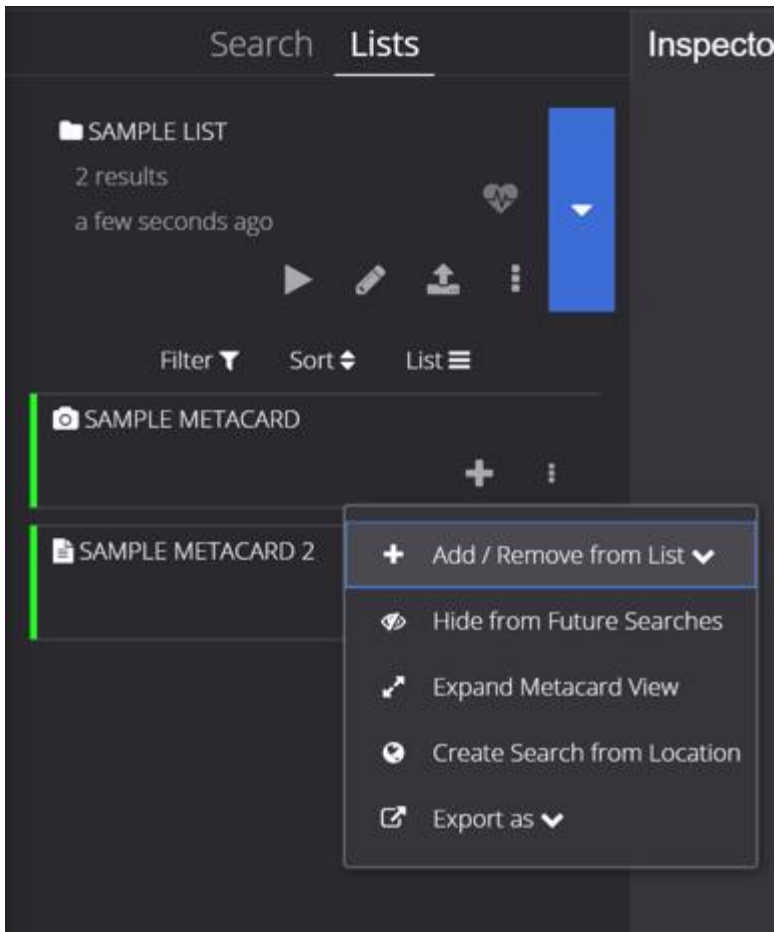 Search Lists
Inspecto
SAMPLE LIST
2 results
a few seconds ago
Filter Sort List
SAMPLE METACARD
SAMPLE METACARD 2
Add / Remove from List
Hide from Future Searches
Expand Metacard View
Create Search from Location
Export as